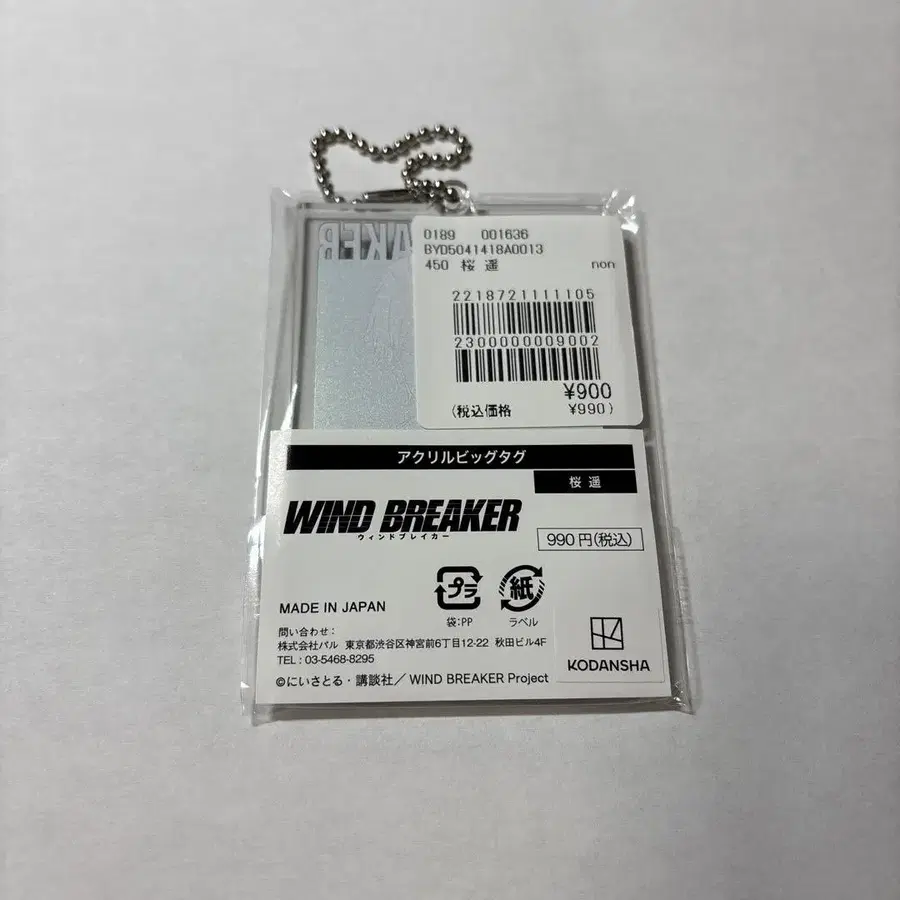 0189 001636
BYD5041418A0013
450 桜 遥 non
2218721111105
2300000009002
¥900
(税込価格 ¥990)
AKER
アクリルビッグタグ
桜 遥
WIND BREAKER
ウィンドブレイカー
990円(税込)
プラ 紙
袋:PP ラベル
MADE IN JAPAN
問い合わせ:
株式会社パル 東京都渋谷区神宮前6丁目12-22 秋田ビル4F
TEL : 03-5468-8295
©にいさとる・講談社/ WIND BREAKER Project
KODANSHA